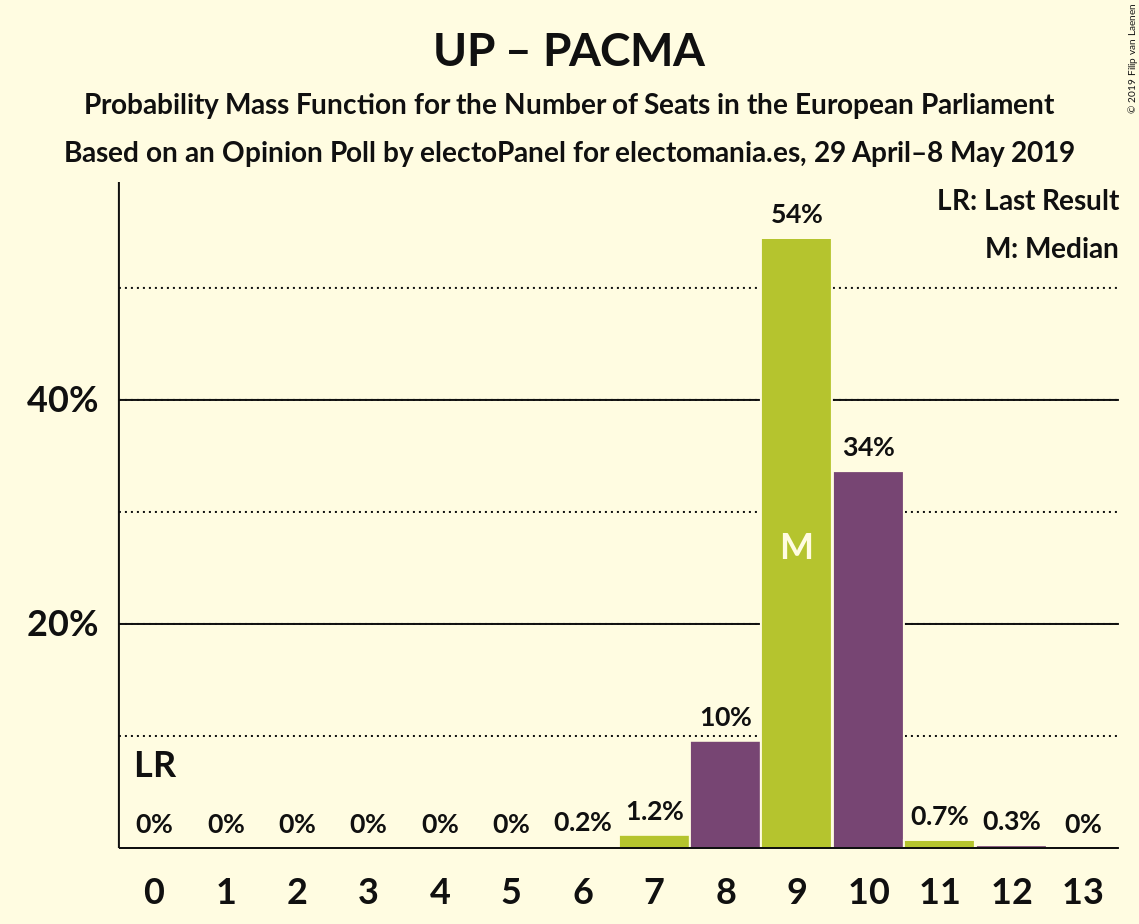 UP – PACMA
Probability Mass Function for the Number of Seats in the European Parliament
Based on an Opinion Poll by electoPanel for electomania.es, 29 April–8 May 2019
© 2019 Filip van Laenen
LR: Last Result
M: Median
54%
40%
34%
M
20%
10%
LR
0% 0% 0% 0% 0% 0% 0.2% 1.2% 0.7% 0.3% 0%
0 1 2 3 4 5 6 7 8 9 10 11 12 13